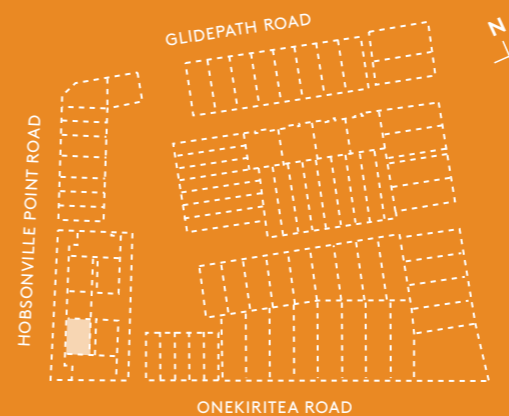 GLIDEPATH ROAD
N
HOBSONVILLE POINT ROAD
ONEKIRITEA ROAD